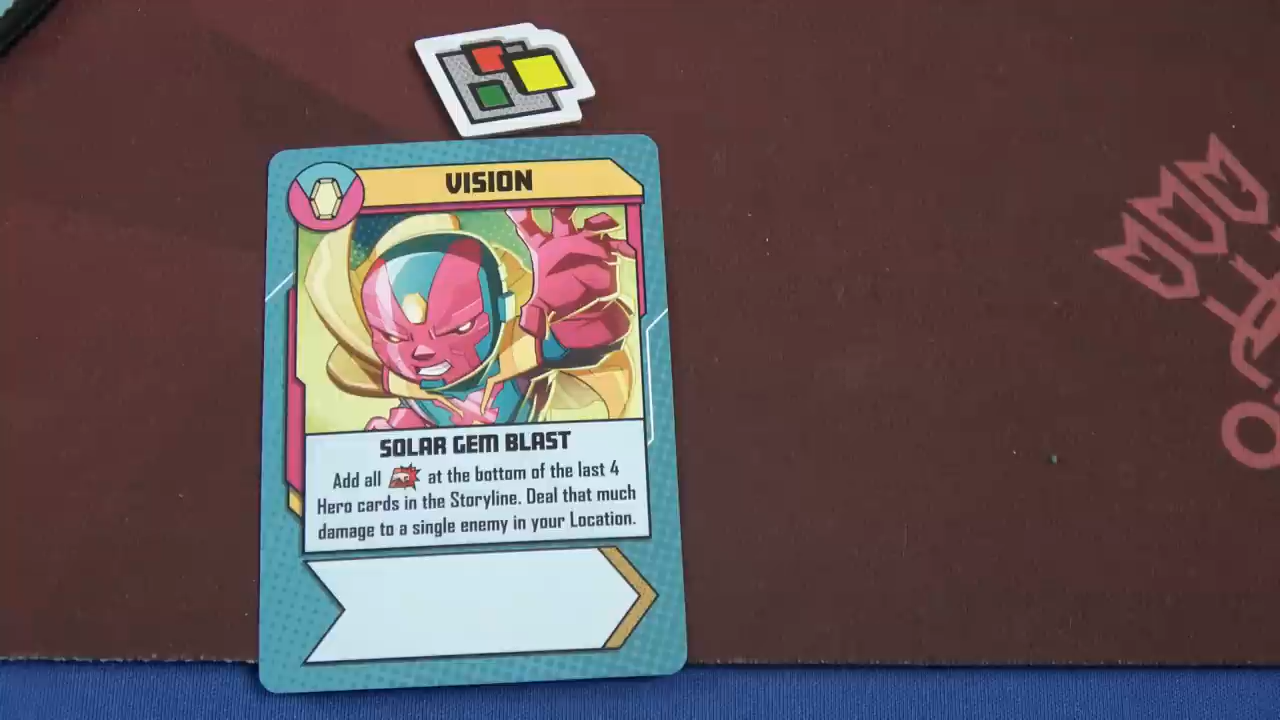 VISION
SOLAR GEM BLAST
Add all at the bottom of the last 4
Hero cards in the Storyline. Deal that much
damage to a single enemy in your Location.